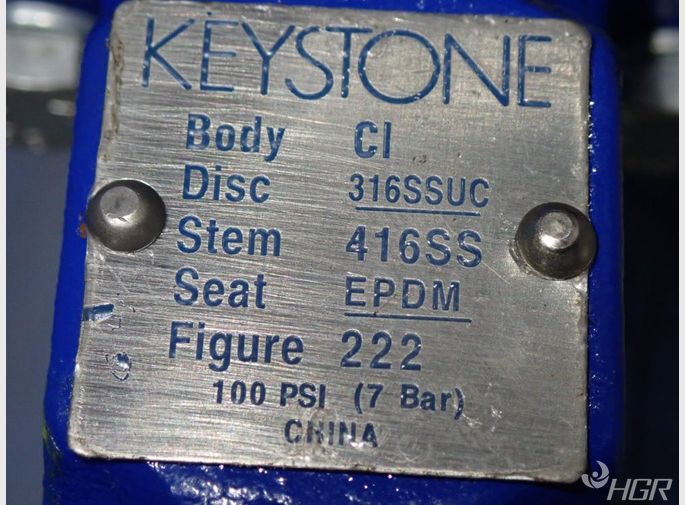 KEYSTONE
Body CI
Disc 316SSUC
Stem 416SS
Seat EPDM
Figure 222
100 PSI (7 Bar)
CHINA
HGR